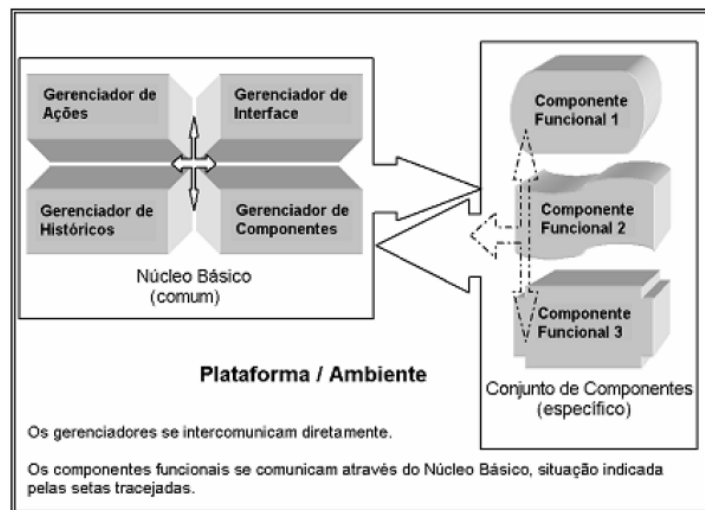 Gerenciador de
Ações
Gerenciador de
Interface
Gerenciador de
Históricos
Gerenciador de
Componentes
Núcleo Básico
(comum)
Componente
Funcional 1
Componente
Funcional 2
Componente
Funcional 3
Conjunto de Componentes
(específico)
Plataforma / Ambiente
Os gerenciadores se intercomunicam diretamente.
Os componentes funcionais se comunicam através do Núcleo Básico, situação indicada
pelas setas tracejadas.